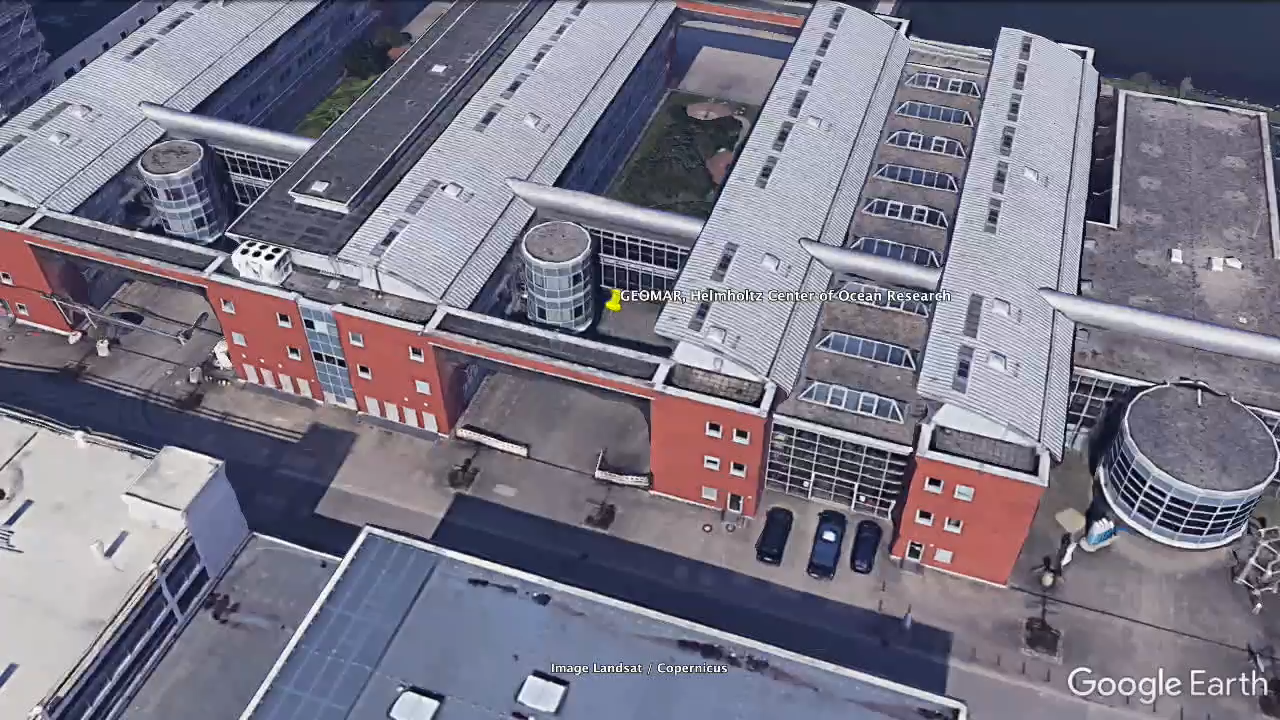 GEOMAR, Helmholtz Center of Ocean Research
Image Landsat / Copernicus
Google Earth